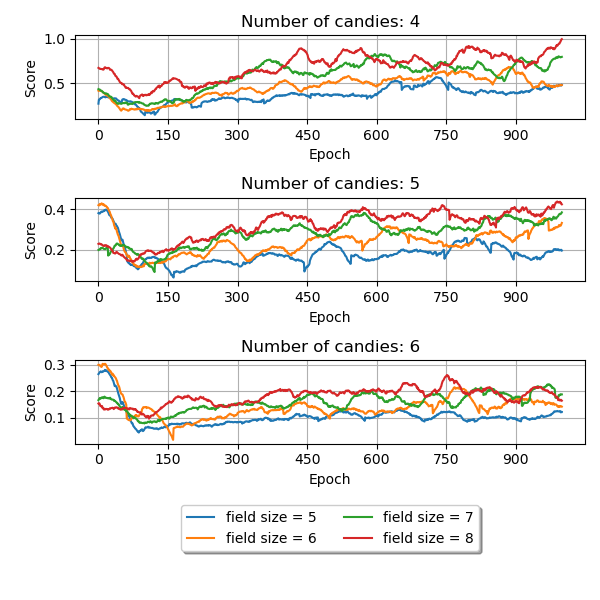 Number of candies: 4
1.0
0.5
Score
0 150 300 450 600 750 900
Epoch
Number of candies: 5
0.4
0.2
Score
0 150 300 450 600 750 900
Epoch
Number of candies: 6
0.3
0.2
0.1
Score
0 150 300 450 600 750 900
Epoch
field size = 5 field size = 7
field size = 6 field size = 8